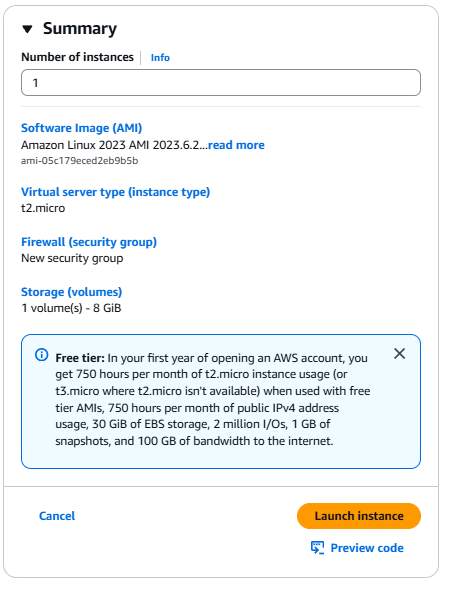 Summary
Number of instances Info
1
Software Image (AMI)
Amazon Linux 2023 AMI 2023.6.2...read more
ami-05c179eced2eb9b5b
Virtual server type (instance type)
t2.micro
Firewall (security group)
New security group
Storage (volumes)
1 volume(s) - 8 GiB
Free tier: In your first year of opening an AWS account, you
get 750 hours per month of t2.micro instance usage (or
t3.micro where t2.micro isn't available) when used with free
tier AMIs, 750 hours per month of public IPv4 address
usage, 30 GiB of EBS storage, 2 million I/Os, 1 GB of
snapshots, and 100 GB of bandwidth to the internet.
Cancel
Launch instance
Preview code